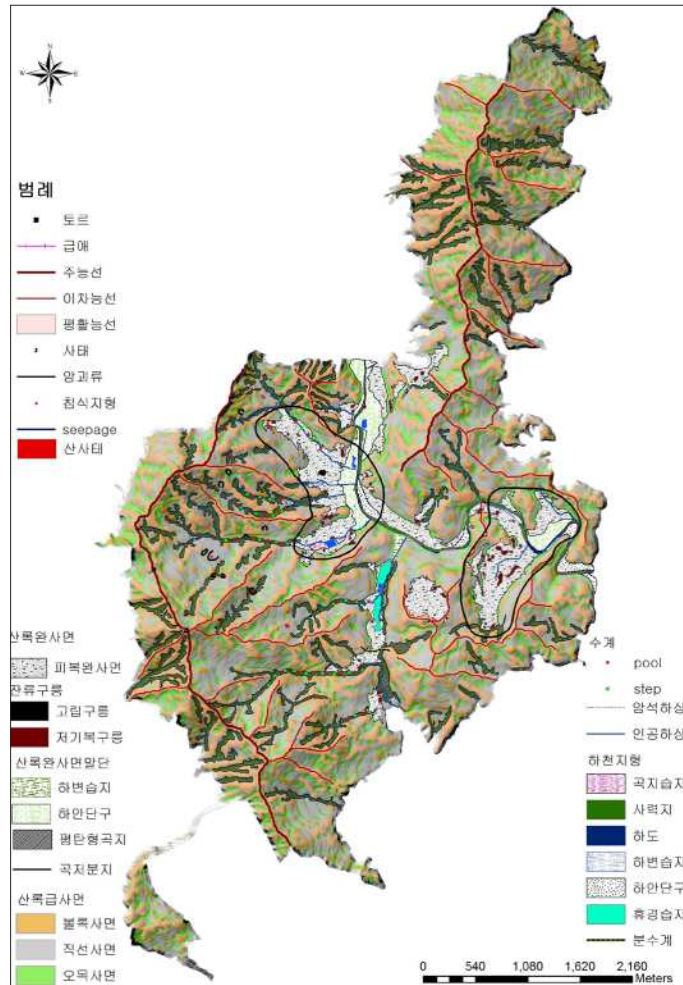 N
W
E
S
범례
토르
급애
주능선
이차능선
평활능선
사태
암괴류
침식지형
seepage
산사태
산록완사면
피복완사면
잔류구릉
고립구릉
저기복구릉
산록완사면말단
하변습지
하안단구
평탄형곡지
곡저분지
산록급사면
볼록사면
직선사면
오목사면
수계
pool
step
암석하상
인공하상
하천지형
곡지습지
사력지
하도
하변습지
하안단구
휴경습지
분수계
0 540 1,080 1,620 2,160
Meters